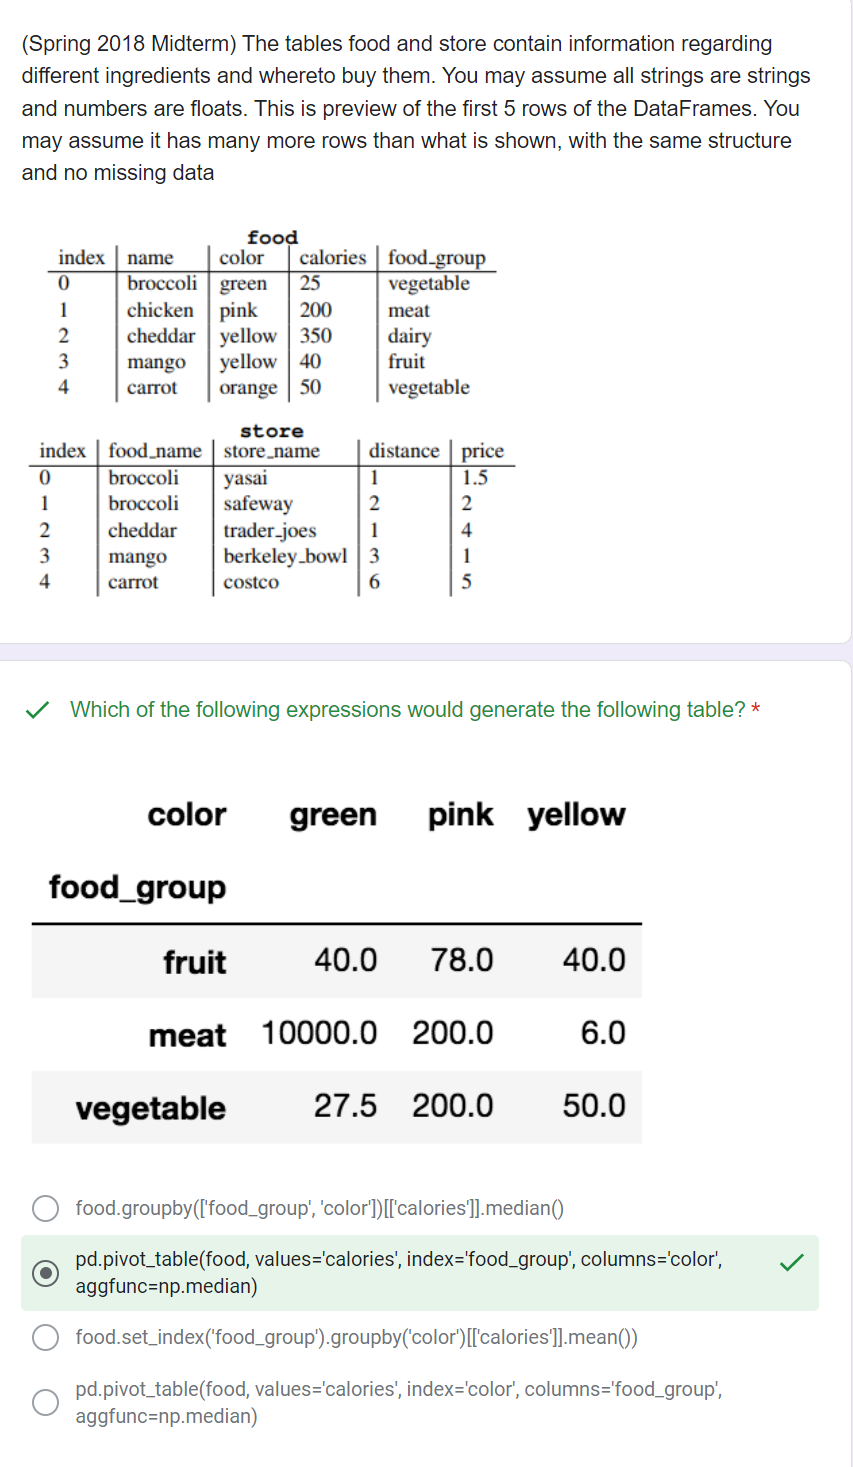 (Spring 2018 Midterm) The tables food and store contain information regarding
different ingredients and whereto buy them. You may assume all strings are strings
and numbers are floats. This is preview of the first 5 rows of the DataFrames. You
may assume it has many more rows than what is shown, with the same structure
and no missing data
food
index name color calories food_group
0 broccoli green 25 vegetable
1 chicken pink 200 meat
2 cheddar yellow 350 dairy
3 mango yellow 40 fruit
4 carrot orange 50 vegetable
store
index food_name store_name distance price
0 broccoli yasai 1 1.5
1 broccoli safeway 2 2
2 cheddar trader_joes 1 4
3 mango berkeley_bowl 3 1
4 carrot costco 6 5
Which of the following expressions would generate the following table? *
color green pink yellow
food_group
fruit 40.0 78.0 40.0
meat 10000.0 200.0 6.0
vegetable 27.5 200.0 50.0
food.groupby(['food_group', 'color'])[['calories']].median()
pd.pivot_table(food, values='calories', index='food_group', columns='color',
aggfunc=np.median)
food.set_index('food_group').groupby('color')[['calories']].mean())
pd.pivot_table(food, values='calories', index='color', columns='food_group',
aggfunc=np.median)